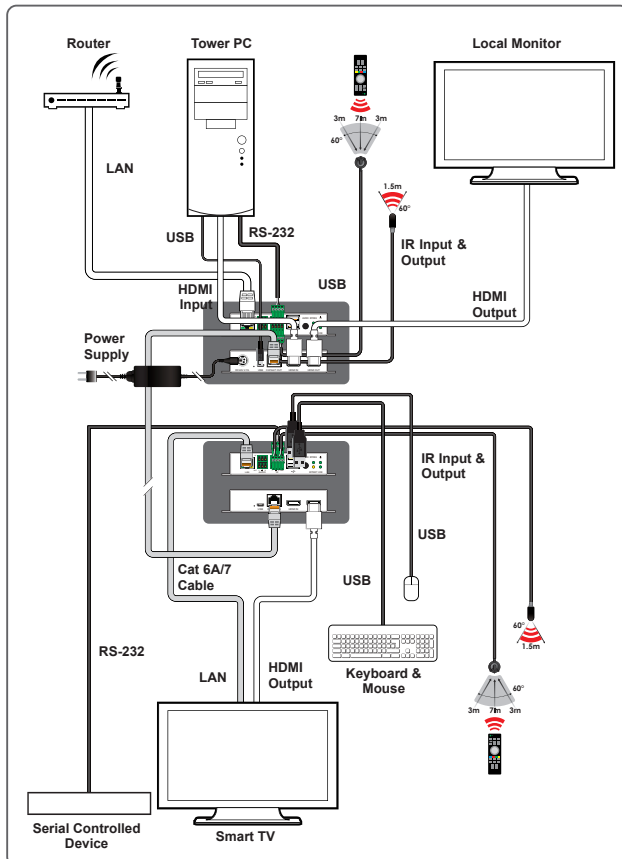 Router
Tower PC
Local Monitor
3m
7m
3m
60°
1.5m
60°
LAN
USB
RS-232
IR Input &
Output
HDMI
Input
USB
HDMI
Output
Power
Supply
IR Input &
Output
USB
Cat 6A/7
Cable
USB
60°
1.5m
RS-232
LAN
HDMI
Output
Keyboard &
Mouse
60°
3m
7m
3m
Serial Controlled
Device
Smart TV